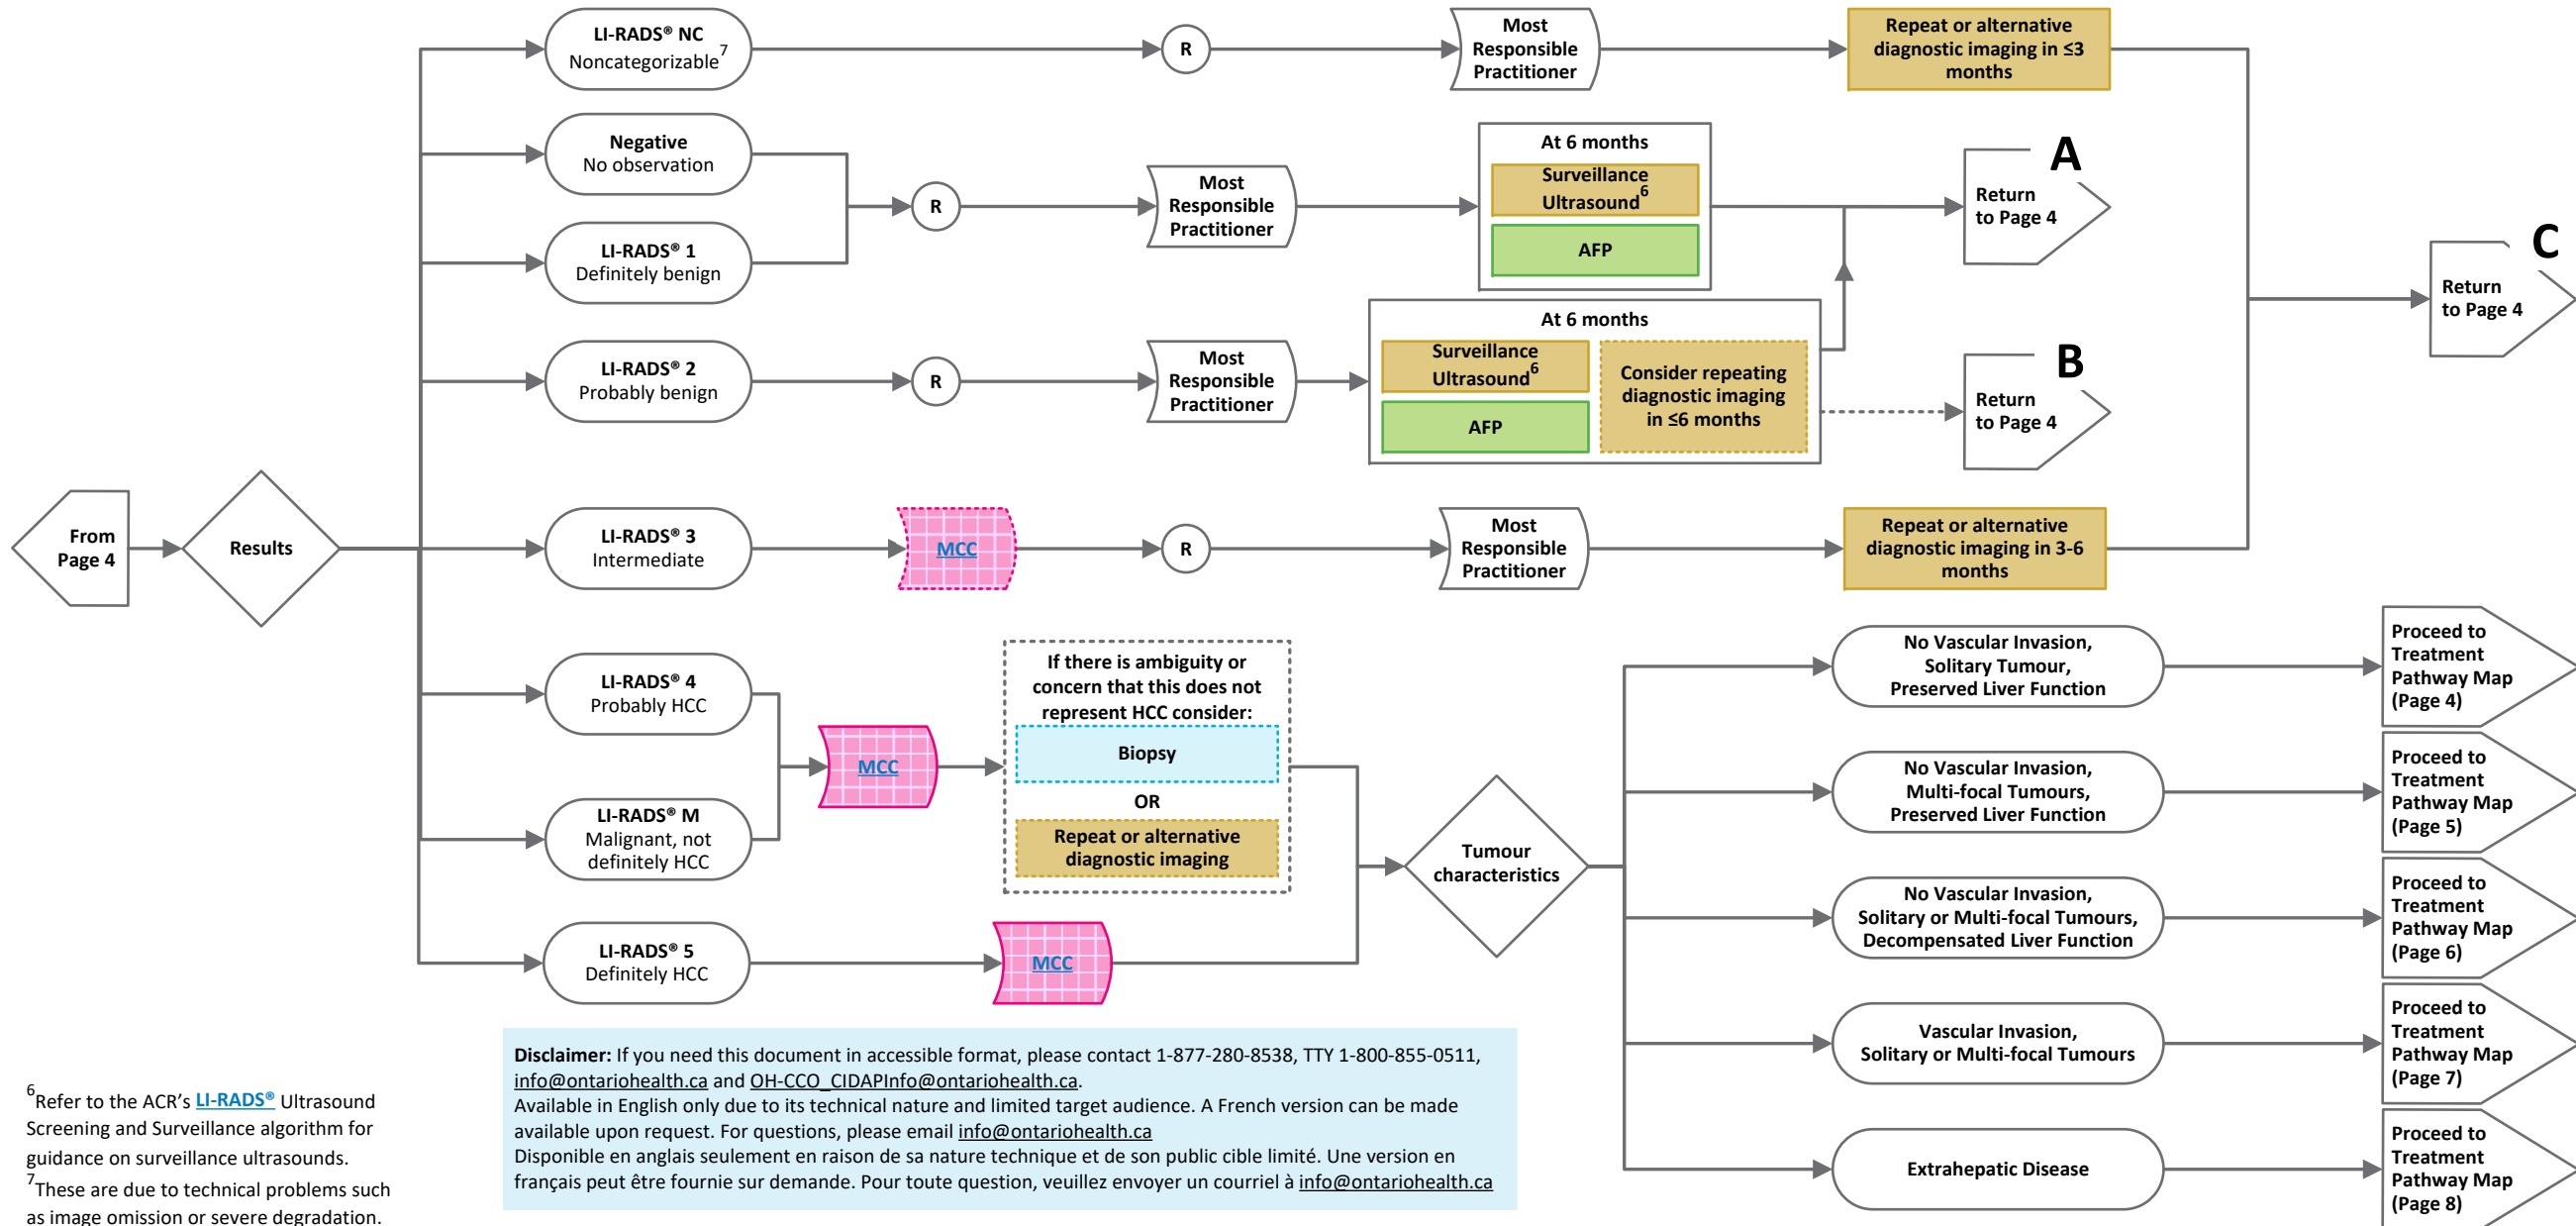 LI-RADS® NC
Noncategorizable7
R
Most
Responsible
Practitioner
Repeat or alternative
diagnostic imaging in ≤3
months
Negative
No observation
LI-RADS® 1
Definitely benign
R
Most
Responsible
Practitioner
At 6 months
Surveillance
Ultrasound6
AFP
A
Return
to Page 4
C
Return
to Page 4
LI-RADS® 2
Probably benign
R
Most
Responsible
Practitioner
At 6 months
Surveillance
Ultrasound6
AFP
Consider repeating
diagnostic imaging
in ≤6 months
B
Return
to Page 4
From
Page 4
Results
LI-RADS® 3
Intermediate
MCC
R
Most
Responsible
Practitioner
Repeat or alternative
diagnostic imaging in 3-6
months
LI-RADS® 4
Probably HCC
LI-RADS® M
Malignant, not
definitely HCC
MCC
If there is ambiguity or
concern that this does not
represent HCC consider:
Biopsy
OR
Repeat or alternative
diagnostic imaging
LI-RADS® 5
Definitely HCC
MCC
Tumour
characteristics
No Vascular Invasion,
Solitary Tumour,
Preserved Liver Function
Proceed to
Treatment
Pathway Map
(Page 4)
No Vascular Invasion,
Multi-focal Tumours,
Preserved Liver Function
Proceed to
Treatment
Pathway Map
(Page 5)
No Vascular Invasion,
Solitary or Multi-focal Tumours,
Decompensated Liver Function
Proceed to
Treatment
Pathway Map
(Page 6)
Vascular Invasion,
Solitary or Multi-focal Tumours
Proceed to
Treatment
Pathway Map
(Page 7)
Extrahepatic Disease
Proceed to
Treatment
Pathway Map
(Page 8)
6Refer to the ACR's LI-RADS® Ultrasound
Screening and Surveillance algorithm for
guidance on surveillance ultrasounds.
7These are due to technical problems such
as image omission or severe degradation.
Disclaimer: If you need this document in accessible format, please contact 1-877-280-8538, TTY 1-800-855-0511,
info@ontariohealth.ca and OH-CCO_CIDAPInfo@ontariohealth.ca.
Available in English only due to its technical nature and limited target audience. A French version can be made
available upon request. For questions, please email info@ontariohealth.ca
Disponible en anglais seulement en raison de sa nature technique et de son public cible limité. Une version en
français peut être fournie sur demande. Pour toute question, veuillez envoyer un courriel à info@ontariohealth.ca